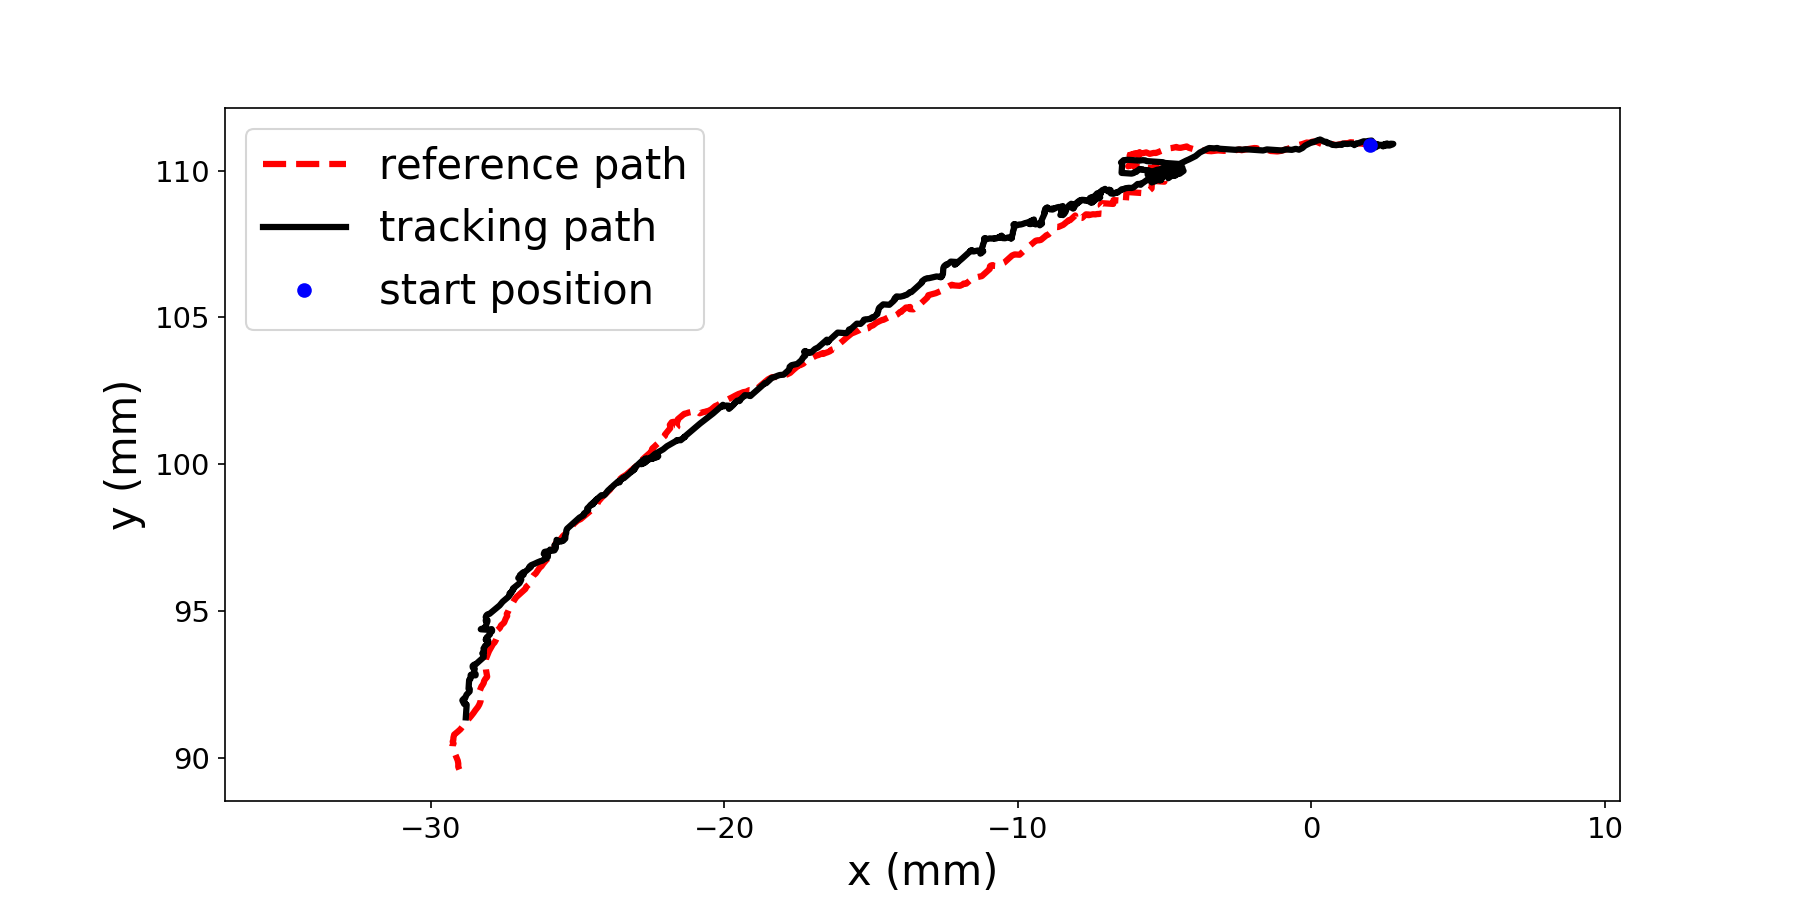 reference path
tracking path
start position
110
105
100
95
90
y (mm)
−30
−20
−10
0
10
x (mm)